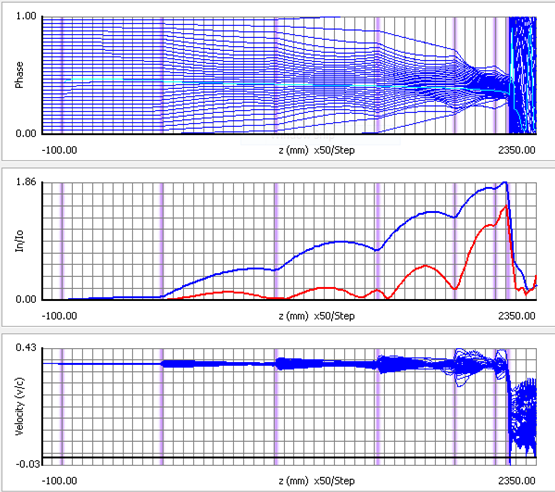 1.00
Phase
0.00
-100.00 z (mm) x50/Step 2350.00
1.86
In/Io
0.00
-100.00 z (mm) x50/Step 2350.00
0.43
Velocity (v/c)
-0.03
-100.00 z (mm) x50/Step 2350.00